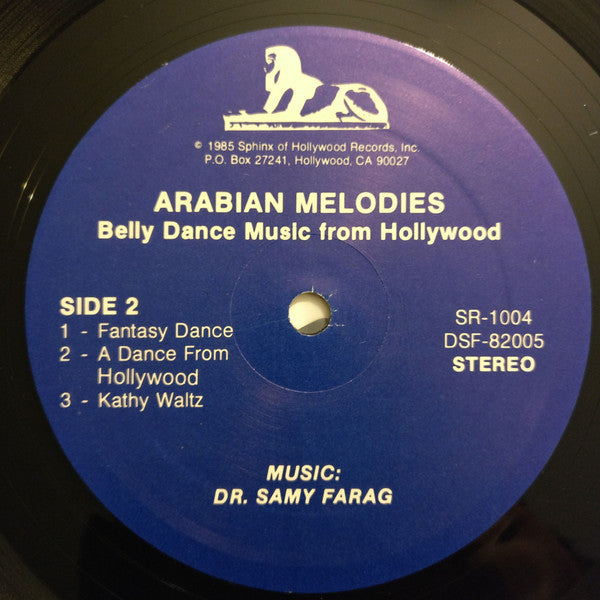 © 1985 Sphinx of Hollywood Records, Inc.
P.O. Box 27241, Hollywood, CA 90027
ARABIAN MELODIES
Belly Dance Music from Hollywood
SIDE 2
1 - Fantasy Dance
2 - A Dance From
Hollywood
3 - Kathy Waltz
SR-1004
DSF-82005
STEREO
MUSIC:
DR. SAMY FARAG